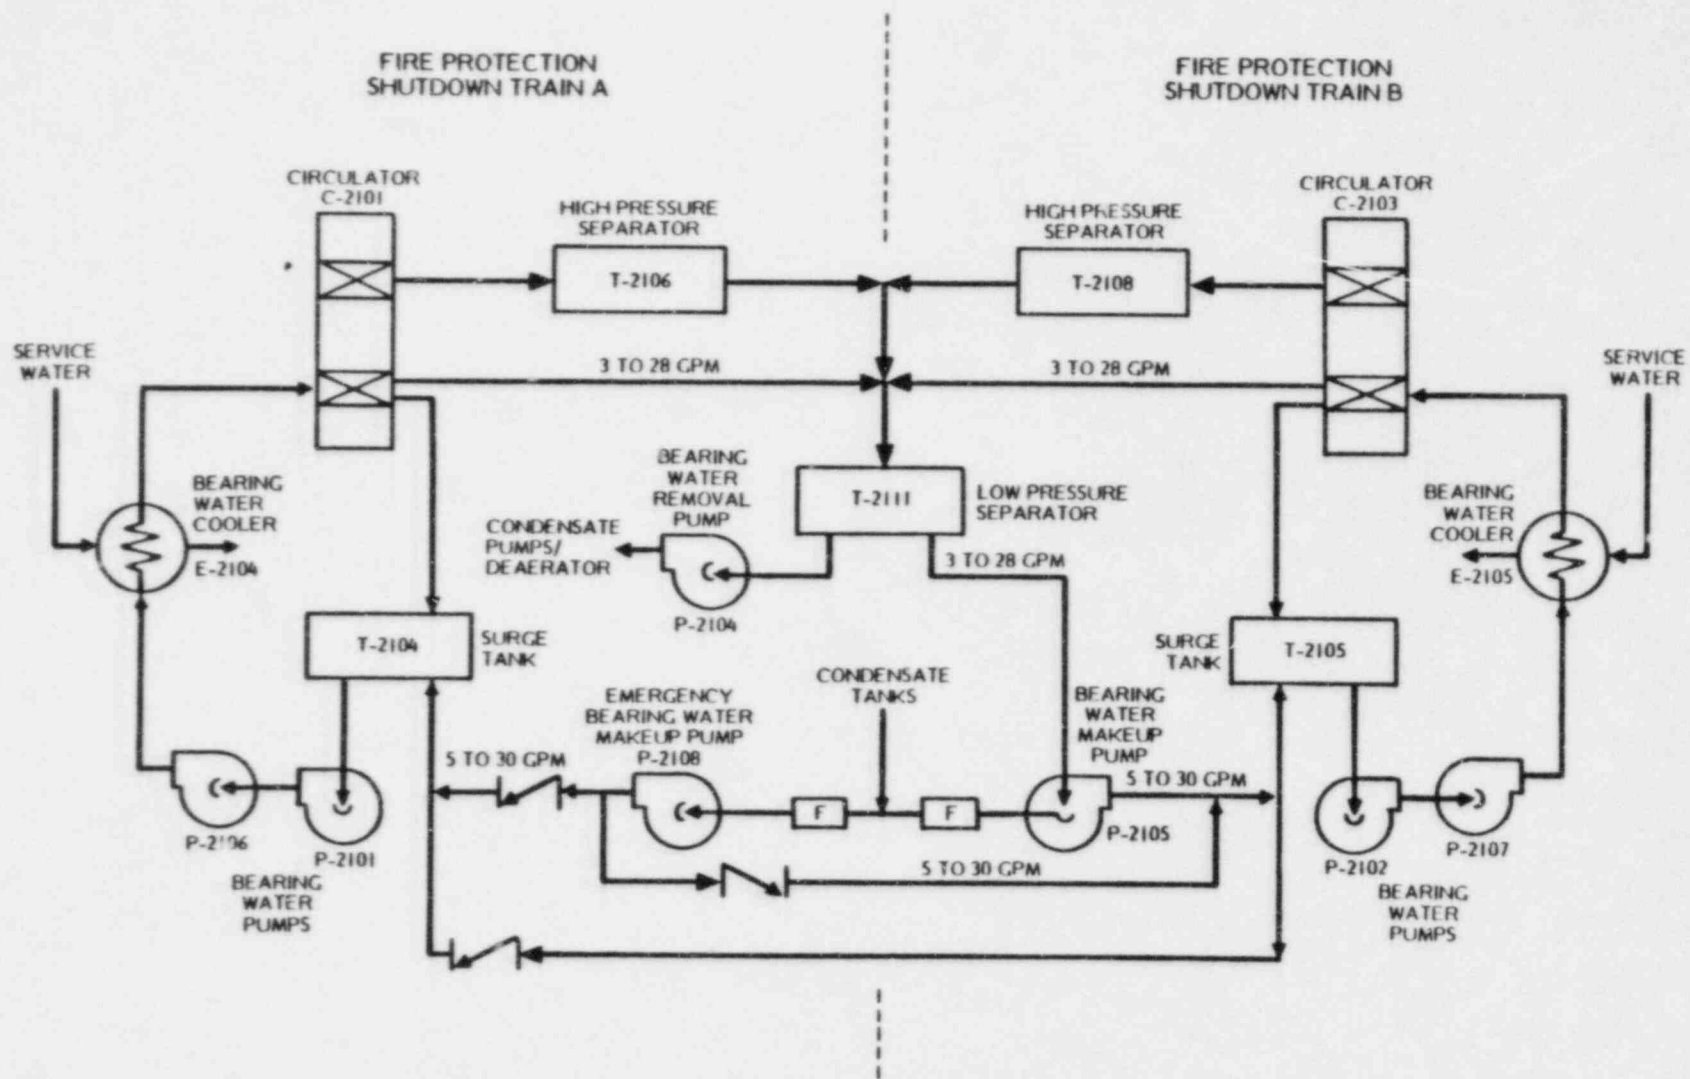 FIRE PROTECTION
SHUTDOWN TRAIN A
FIRE PROTECTION
SHUTDOWN TRAIN B
CIRCULATOR
C-2101
HIGH PRESSURE
SEPARATOR
T-2106
HIGH PRESSURE
SEPARATOR
T-2108
CIRCULATOR
C-2103
SERVICE
WATER
3 TO 28 GPM
3 TO 28 GPM
SERVICE
WATER
BEARING
WATER
COOLER
E-2104
BEARING
WATER
REMOVAL
PUMP
P-2104
CONDENSATE
PUMPS/
DEAERATOR
T-2111
LOW PRESSURE
SEPARATOR
3 TO 28 GPM
BEARING
WATER
COOLER
E-2105
T-2104
SURGE
TANK
SURGE
TANK
T-2105
EMERGENCY
BEARING WATER
MAKEUP PUMP
P-2108
CONDENSATE
TANKS
BEARING
WATER
MAKEUP
PUMP
P-2105
5 TO 30 GPM
F
F
5 TO 30 GPM
5 TO 30 GPM
P-2106
P-2101
BEARING
WATER
PUMPS
P-2102
P-2107
BEARING
WATER
PUMPS